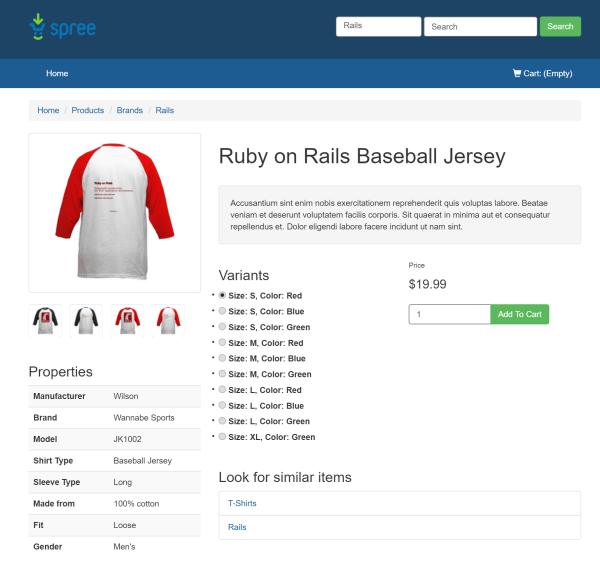 spree
Rails
Search
Search
Home
Cart: (Empty)
Home / Products / Brands / Rails
Ruby on Rails
Ruby on Rails Baseball Jersey
Accusantium sint enim nobis exercitationem reprehenderit quis voluptas labore. Beatae
veniam et deserunt voluptatem facilis corporis. Sit quaerat in minima aut et consequatur
repellendus et. Dolor eligendi labore facere incidunt ut nam sint.
Variants
Size: S, Color: Red
Size: S, Color: Blue
Size: S, Color: Green
Size: M, Color: Red
Size: M, Color: Blue
Size: M, Color: Green
Size: L, Color: Red
Size: L, Color: Blue
Size: L, Color: Green
Size: XL, Color: Green
Price
$19.99
1
Add To Cart
Properties
Manufacturer Wilson
Brand Wannabe Sports
Model JK1002
Shirt Type Baseball Jersey
Sleeve Type Long
Made from 100% cotton
Fit Loose
Gender Men's
Look for similar items
T-Shirts
Rails